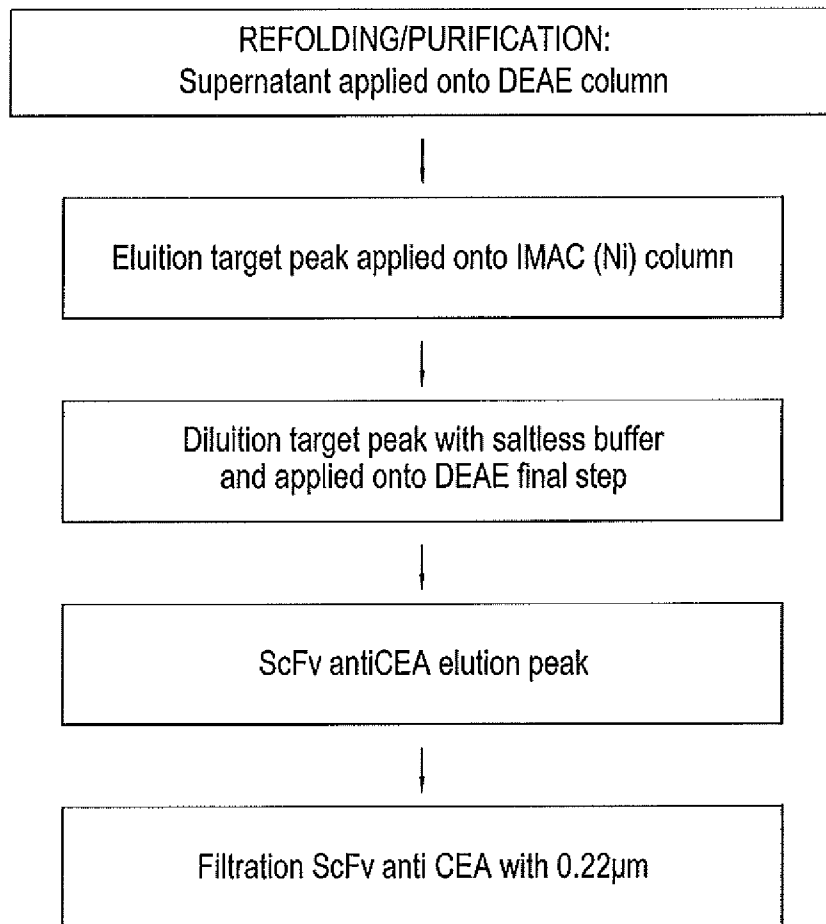 REFOLDING/PURIFICATION:
Supernatant applied onto DEAE column
Eluition target peak applied onto IMAC (Ni) column
Diluition target peak with saltless buffer
and applied onto DEAE final step
ScFv antiCEA elution peak
Filtration ScFv anti CEA with 0.22µm